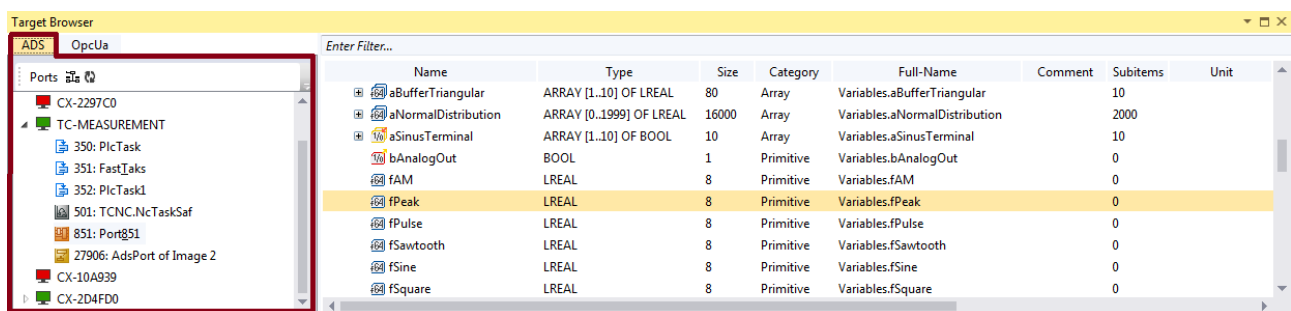 Target Browser
ADS OpcUa
Enter Filter...
Ports
CX-2297C0
TC-MEASUREMENT
350: PlcTask
351: FastTaks
352: PlcTask1
501: TCNC.NcTaskSaf
851: Port851
27906: AdsPort of Image 2
CX-10A939
CX-2D4FD0
Name Type Size Category Full-Name Comment Subitems Unit
aBufferTriangular ARRAY [1..10] OF LREAL 80 Array Variables.aBufferTriangular 10
aNormalDistribution ARRAY [0..1999] OF LREAL 16000 Array Variables.aNormalDistribution 2000
aSinusTerminal ARRAY [1..10] OF BOOL 10 Array Variables.aSinusTerminal 10
bAnalogOut BOOL 1 Primitive Variables.bAnalogOut 0
fAM LREAL 8 Primitive Variables.fAM 0
fPeak LREAL 8 Primitive Variables.fPeak 0
fPulse LREAL 8 Primitive Variables.fPulse 0
fSawtooth LREAL 8 Primitive Variables.fSawtooth 0
fSine LREAL 8 Primitive Variables.fSine 0
fSquare LREAL 8 Primitive Variables.fSquare 0